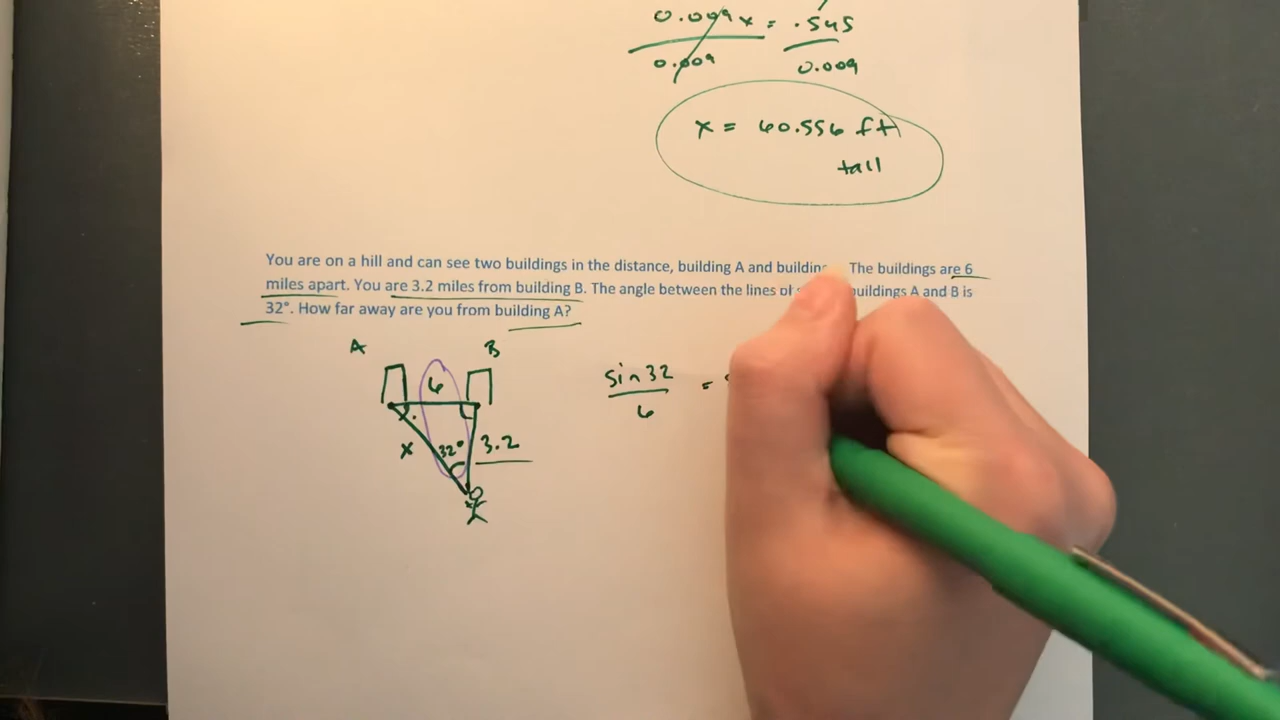 0.009x = .545
0.009 0.009
x = 60.556 ft
tall
You are on a hill and can see two buildings in the distance, building A and The buildings are 6
miles apart. You are 3.2 miles from building B. The angle between the lines buildings A and B is
32°. How far away are you from building A?
A B
6
x 32° 3.2
sin 32 =
6